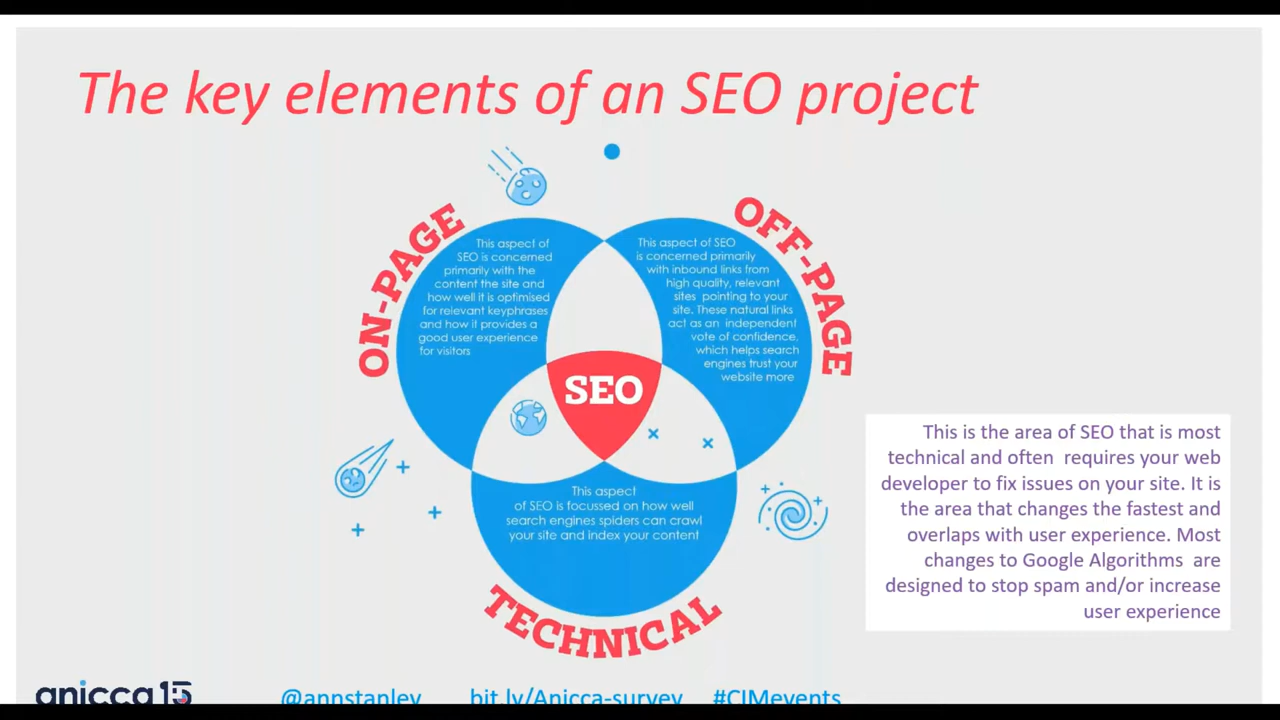 The key elements of an SEO project
ON-PAGE
This aspect of
SEO is concerned
primarily with the
content the site and
how well it is optimised
for relevant keyphrases
and how it provides a
good user experience
for visitors
OFF-PAGE
This aspect of SEO
is concerned primarily
with inbound links from
high quality, relevant
sites pointing to your
site. These natural links
act as an independent
vote of confidence,
which helps search
engines trust your
website more
SEO
This aspect
of SEO is focussed on how well
search engines spiders can crawl
your site and index your content
TECHNICAL
This is the area of SEO that is most
technical and often requires your web
developer to fix issues on your site. It is
the area that changes the fastest and
overlaps with user experience. Most
changes to Google Algorithms are
designed to stop spam and/or increase
user experience
anicca 15
@annstanley bit.ly/Anicca-survey #CIMevents